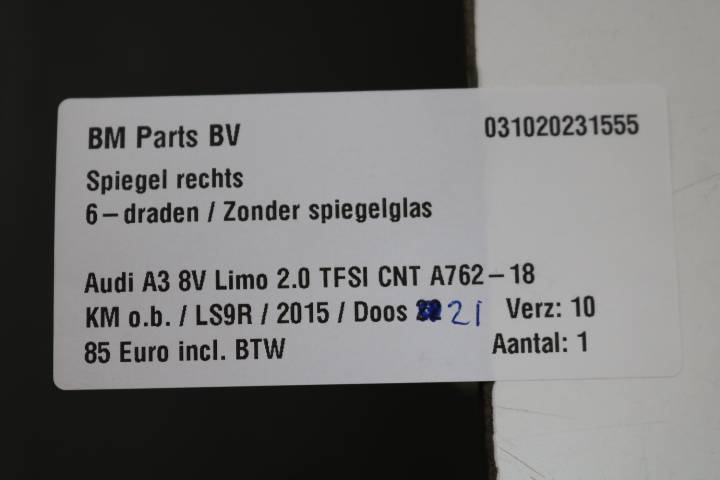 BM Parts BV 031020231555
Spiegel rechts
6-draden / Zonder spiegelglas
Audi A3 8V Limo 2.0 TFSI CNT A762-18
KM o.b. / LS9R / 2015 / Doos 21 Verz: 10
85 Euro incl. BTW Aantal: 1